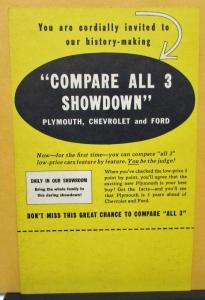 You are cordially invited to
our history-making
"COMPARE ALL 3
SHOWDOWN"
PLYMOUTH, CHEVROLET and FORD
Now—for the first time—you can compare "all 3"
low-price cars feature by feature. You be the judge!
DAILY IN OUR SHOWROOM
Bring the whole family to
this daring showdown!
When you've checked the low-price 3
point by point, you'll agree that the
exciting new Plymouth is your best
buy! Get the facts—and you'll see
that Plymouth is 3 years ahead of
Chevrolet and Ford.
DON'T MISS THIS GREAT CHANCE TO COMPARE "ALL 3"